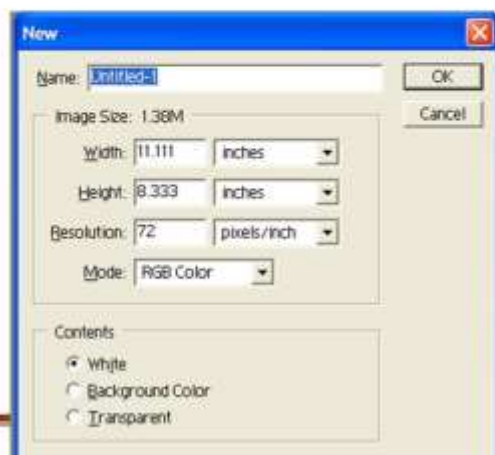 New
Name: Untitled-1 OK
Image Size: 1.38M Cancel
Width: 11.111 inches
Height: 8.333 inches
Resolution: 72 pixels/inch
Mode: RGB Color
Contents
White
Background Color
Transparent